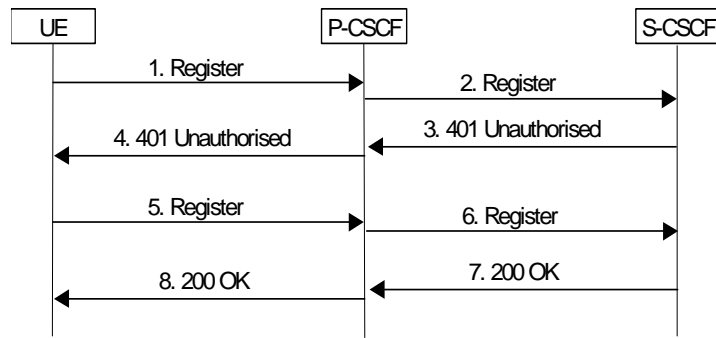 UE
P-CSCF
S-CSCF
1. Register
2. Register
3. 401 Unauthorised
4. 401 Unauthorised
5. Register
6. Register
7. 200 OK
8. 200 OK